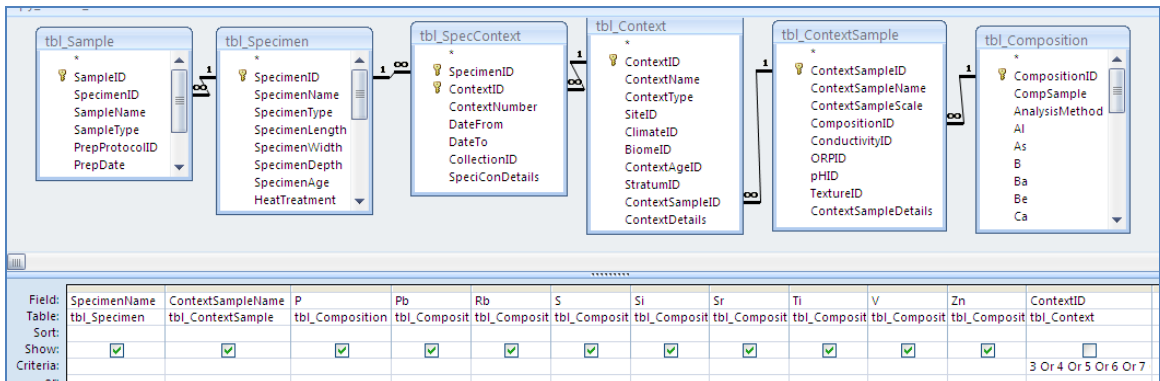 tbl_Sample
*
SampleID
SpecimenID
SampleName
SampleType
PrepProtocolID
PrepDate
1
∞
tbl_Specimen
*
SpecimenID
SpecimenName
SpecimenType
SpecimenLength
SpecimenWidth
SpecimenDepth
SpecimenAge
HeatTreatment
1
∞
tbl_SpecContext
*
SpecimenID
ContextID
ContextNumber
DateFrom
DateTo
CollectionID
SpeciConDetails
1
∞
tbl_Context
*
ContextID
ContextName
ContextType
SiteID
ClimateID
BiomeID
ContextAgeID
StratumID
ContextSampleID
ContextDetails
1
∞
tbl_ContextSample
*
ContextSampleID
ContextSampleName
ContextSampleScale
CompositionID
ConductivityID
ORPID
pHID
TextureID
ContextSampleDetails
1
∞
tbl_Composition
*
CompositionID
CompSample
AnalysisMethod
Al
As
B
Ba
Be
Ca
Field: SpecimenName ContextSampleName P Pb Rb S Si Sr Ti V Zn ContextID
Table: tbl_Specimen tbl_ContextSample tbl_Composition tbl_Composit tbl_Composit tbl_Composit tbl_Composit tbl_Composit tbl_Composit tbl_Composit tbl_Composit tbl_Context
Sort:
Show:
Criteria: 3 Or 4 Or 5 Or 6 Or 7
or: